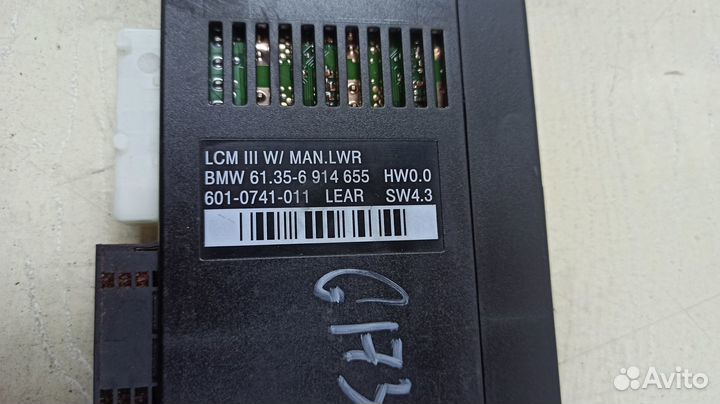 LCM III W/ MAN.LWR
BMW 61.35-6 914 655 HW0.0
601-0741-011 LEAR SW4.3
G173
Avito